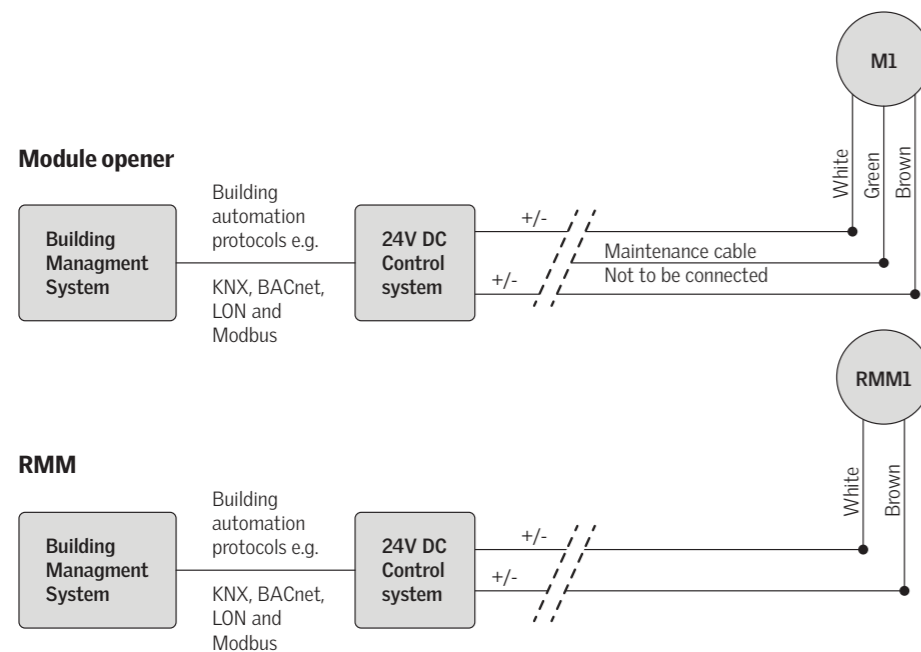 M1
White
Green
Brown
Module opener
Building
Managment
System
Building
automation
protocols e.g.
KNX, BACnet,
LON and
Modbus
24V DC
Control
system
+/-
Maintenance cable
Not to be connected
+/-
RMM1
White
Brown
RMM
Building
Managment
System
Building
automation
protocols e.g.
KNX, BACnet,
LON and
Modbus
24V DC
Control
system
+/-
+/-